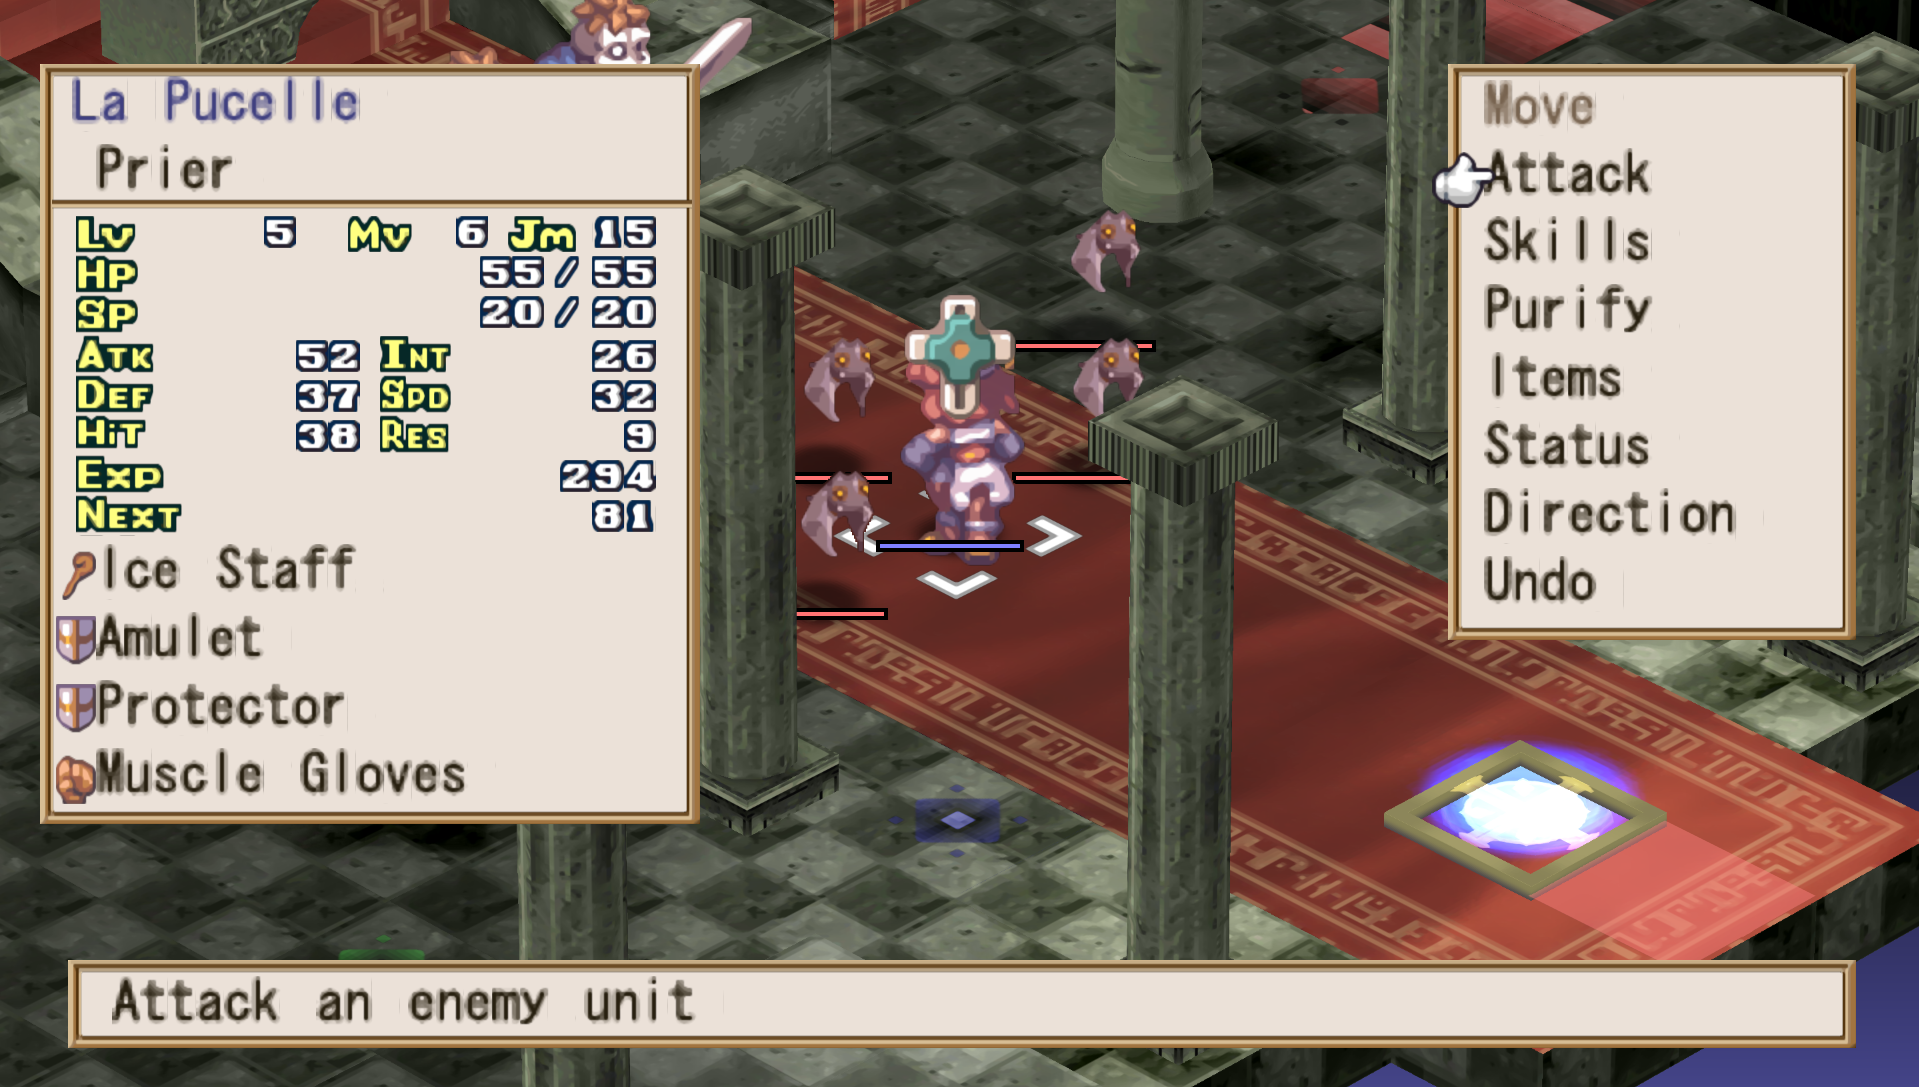 La Pucelle
Prier
Lv 5 Mv 6 Jm 15
Hp 55/55
Sp 20/20
Atk 52 Int 26
Def 37 Spd 32
Hit 38 Res 9
Exp 294
Next 81
Ice Staff
Amulet
Protector
Muscle Gloves
Move
Attack
Skills
Purify
Items
Status
Direction
Undo
Attack an enemy unit